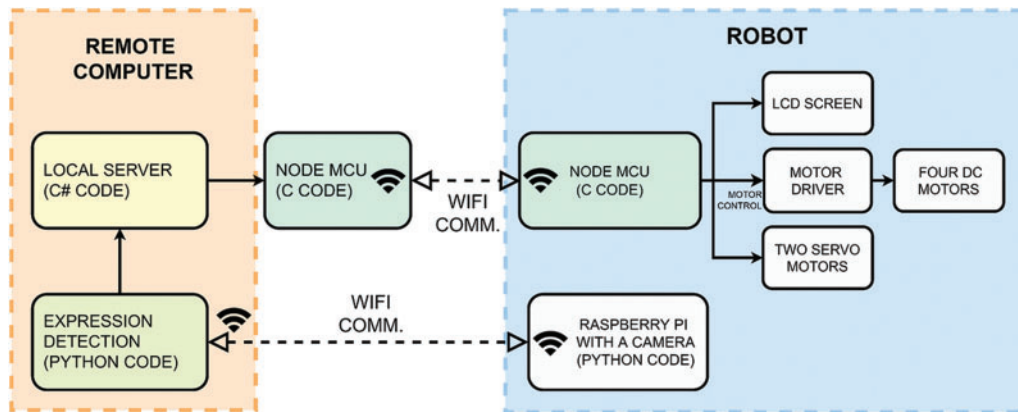 REMOTE
COMPUTER
LOCAL SERVER
(C# CODE)
EXPRESSION
DETECTION
(PYTHON CODE)
NODE MCU
(C CODE)
WIFI
COMM.
WIFI
COMM.
ROBOT
NODE MCU
(C CODE)
MOTOR
CONTROL
LCD SCREEN
MOTOR
DRIVER
FOUR DC
MOTORS
TWO SERVO
MOTORS
RASPBERRY PI
WITH A CAMERA
(PYTHON CODE)